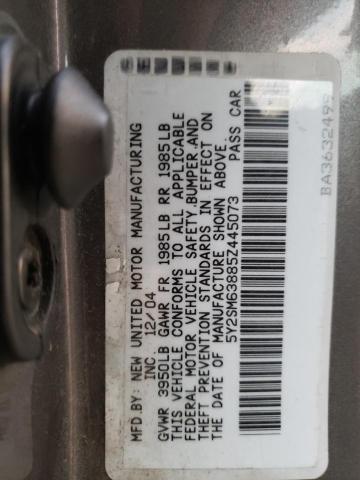 MFD BY NEW UNITED MOTOR MANUFACTURING
INC. 12/04
GVWR 3950LB GAWR FR 1985LB RR 1985LB
THIS VEHICLE CONFORMS TO ALL APPLICABLE
FEDERAL MOTOR VEHICLE SAFETY,BUMPER,AND
THEFT PREVENTION STANDARDS IN EFFECT ON
THE DATE OF MANUFACTURE SHOWN ABOVE
5Y2SM63885Z445073 PASS CAR
BA3632499